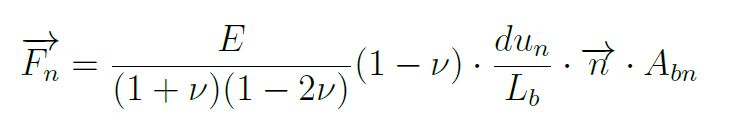 $\overrightarrow{F_n} = \frac{E}{(1+\nu)(1-2\nu)}(1-\nu) \cdot \frac{du_n}{L_b} \cdot \overrightarrow{n} \cdot A_{bn}$